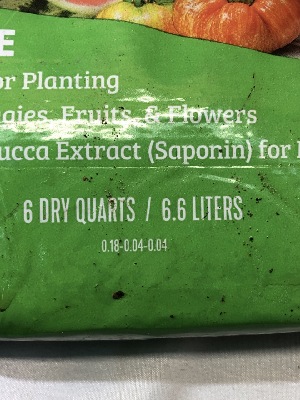 E
or Planting
gies, Fruits, & Flowers
ucca Extract (Saponin) for
6 DRY QUARTS / 6.6 LITERS
0.18-0.04-0.04